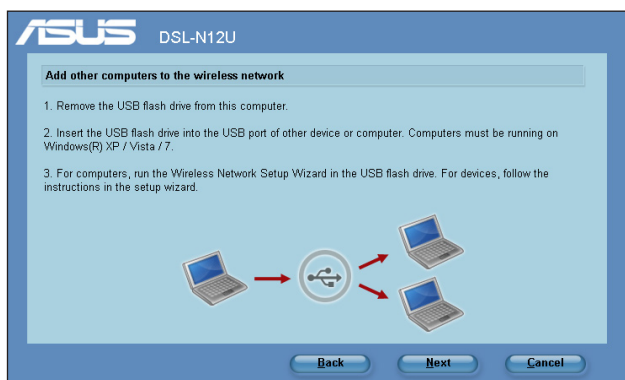 ASUS DSL-N12U
Add other computers to the wireless network
1. Remove the USB flash drive from this computer.
2. Insert the USB flash drive into the USB port of other device or computer. Computers must be running on
Windows(R) XP / Vista / 7.
3. For computers, run the Wireless Network Setup Wizard in the USB flash drive. For devices, follow the
instructions in the setup wizard.
Back Next Cancel